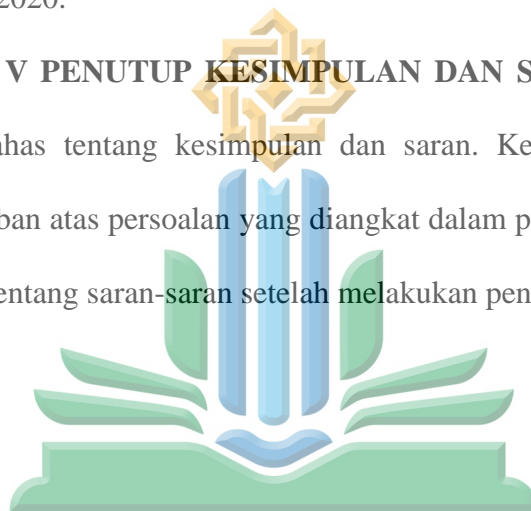 2020.
V PENUTUP KESIMPULAN DAN S
has tentang kesimpulan dan saran. Ke
ban atas persoalan yang diangkat dalam p
entang saran-saran setelah melakukan pen